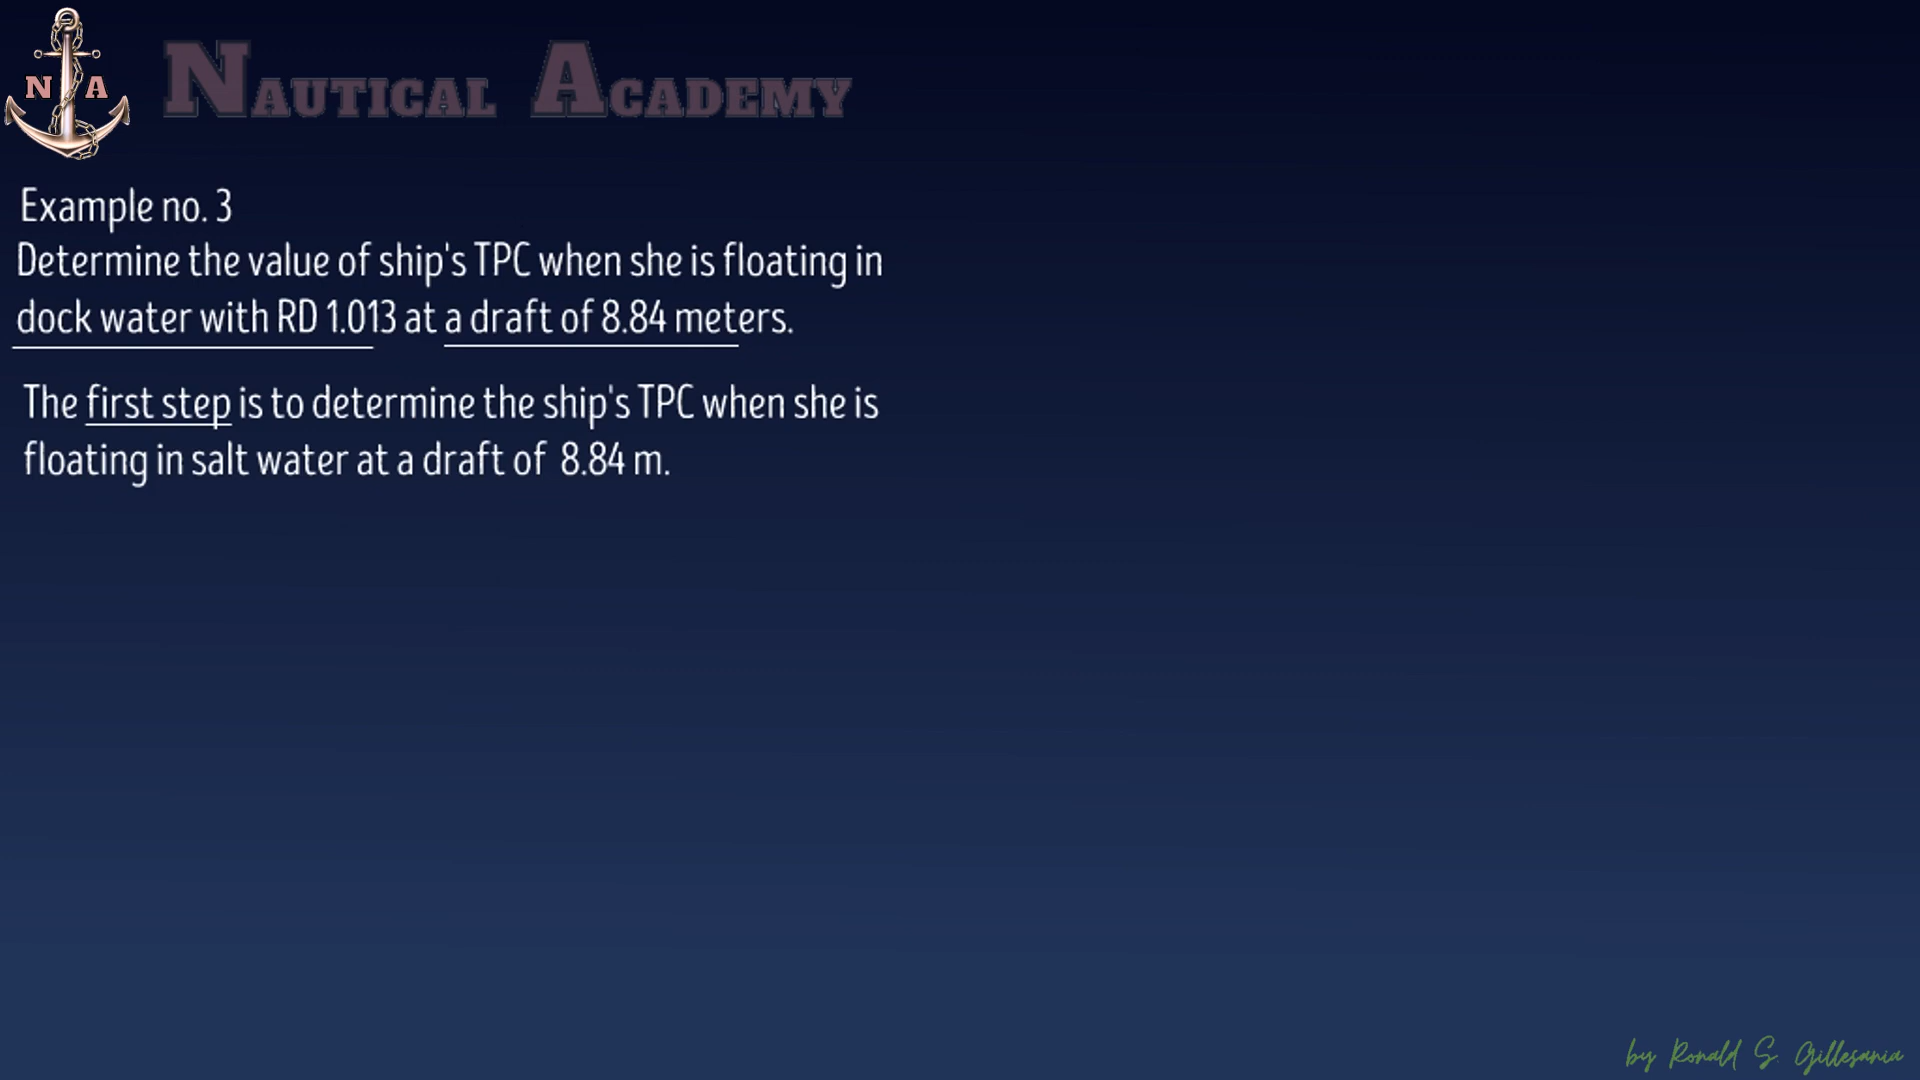 N A
NAUTICAL ACADEMY
Example no. 3
Determine the value of ship's TPC when she is floating in
dock water with RD 1.013 at a draft of 8.84 meters.
The first step is to determine the ship's TPC when she is
floating in salt water at a draft of 8.84 m.
by Ronald S. Gillesania